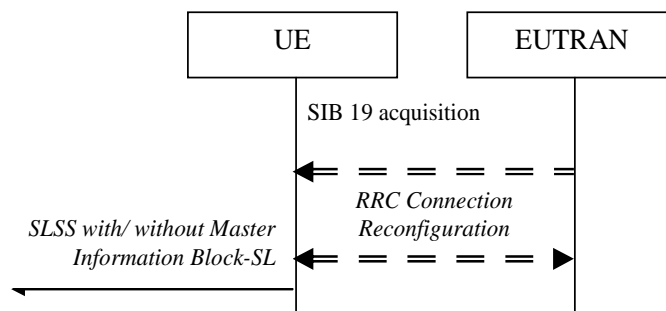 UE
EUTRAN
SIB 19 acquisition
RRC Connection
Reconfiguration
SLSS with/ without Master
Information Block-SL